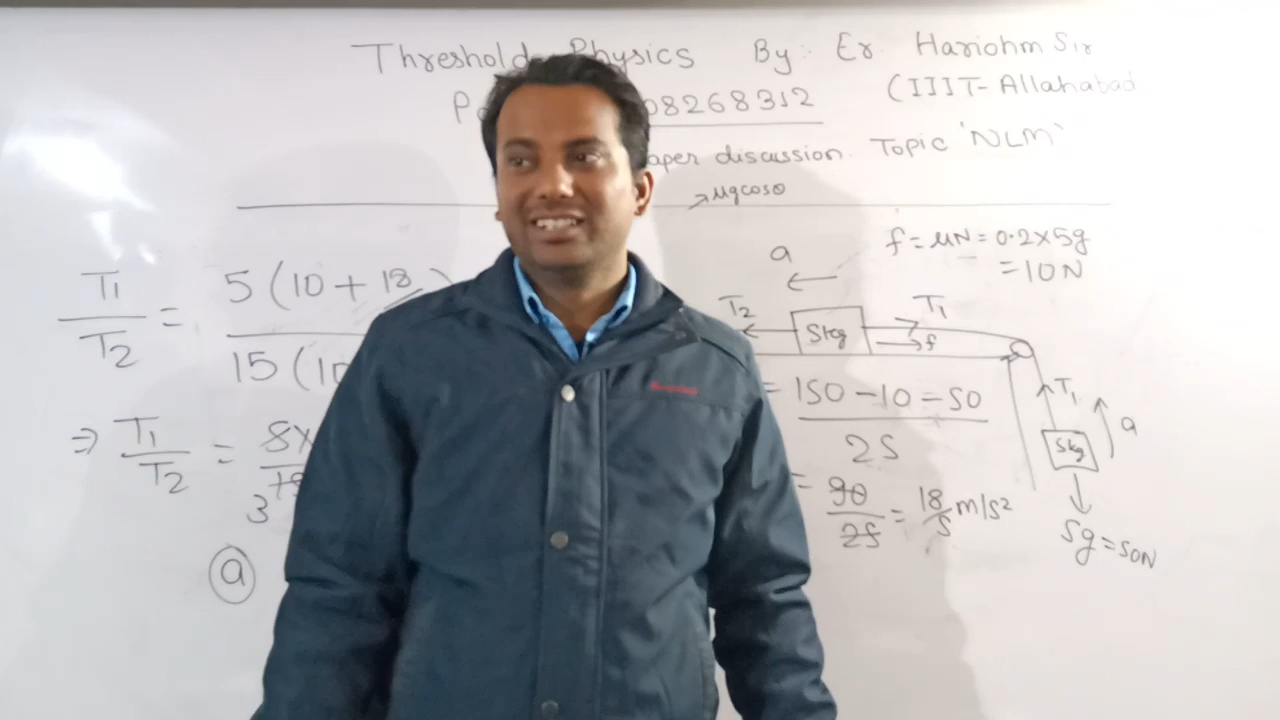 Threshold Physics By: Er Hariohm Sir
08268312 (IIIT-Allahabad
aper discussion. Topic 'NLM'
μgcosθ
f = μN = 0.2×5g
= 10N
T₁/T₂ = 5(10 + 18
15(10
a
T₂ 5kg T₁
f
= 150 - 10 - 50
25
T₁
a
5kg
⇒ T₁/T₂ = 8×
3
= 90/25 = 18/5 m/s²
5g = 50N
a